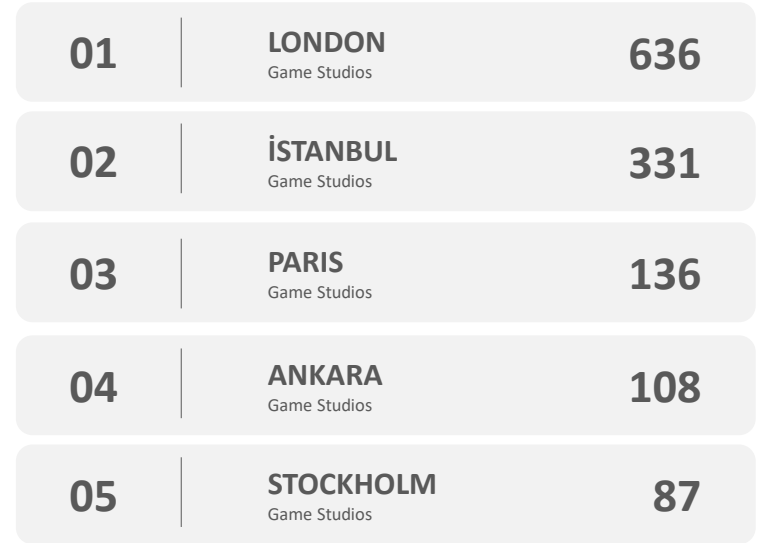 01
LONDON
Game Studios
636
02
İSTANBUL
Game Studios
331
03
PARIS
Game Studios
136
04
ANKARA
Game Studios
108
05
STOCKHOLM
Game Studios
87